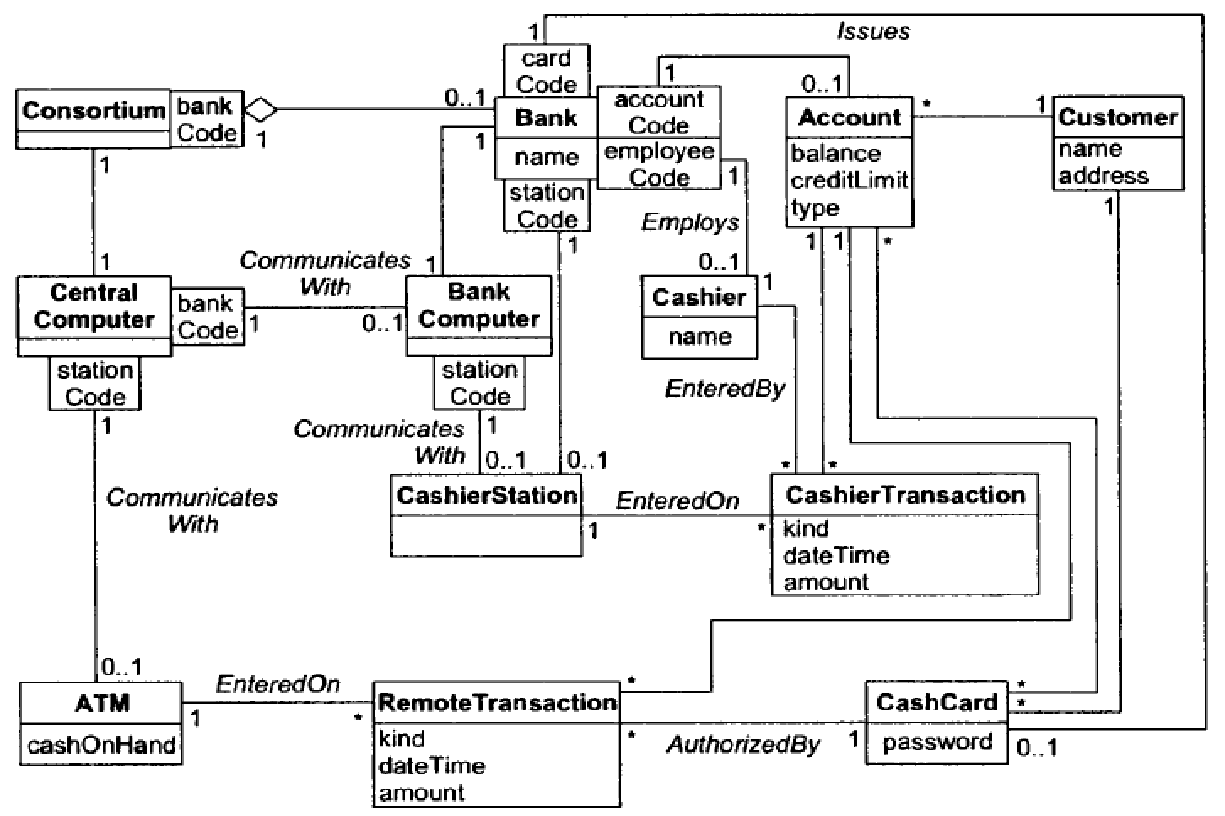 1
Issues
card
Code
1
0..1
Consortium
bank
Code
1
0..1
Bank
name
account
Code
employee
Code
station
Code
1
1
1
Account
balance
creditLimit
type
*
1
Customer
name
address
1
Employs
0..1
1
1
1
*
1
1
Communicates
With
1
Central
Computer
bank
Code
1
0..1
Bank
Computer
Cashier
name
1
station
Code
station
Code
EnteredBy
1
1
Communicates
With
0..1
0..1
*
*
CashierStation
EnteredOn
1
*
CashierTransaction
kind
dateTime
amount
Communicates
With
0..1
ATM
cashOnHand
EnteredOn
1
*
RemoteTransaction
kind
dateTime
amount
*
*
AuthorizedBy
1
CashCard
password
*
*
0..1